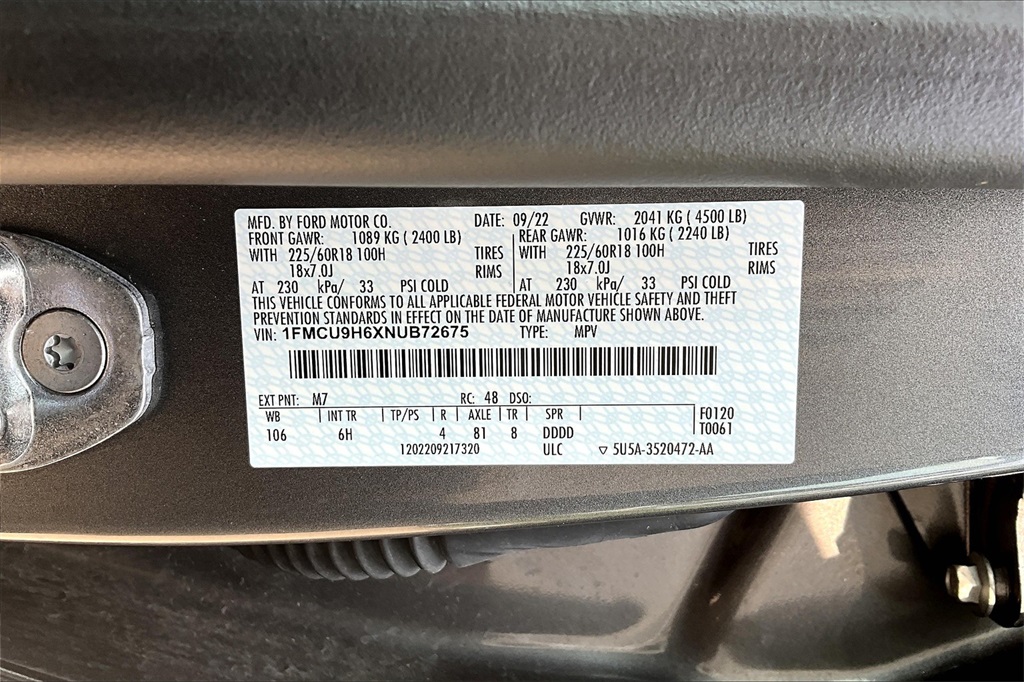 MFD. BY FORD MOTOR CO. DATE: 09/22 GVWR: 2041 KG ( 4500 LB)
FRONT GAWR: 1089 KG ( 2400 LB) REAR GAWR: 1016 KG ( 2240 LB)
WITH 225/60R18 100H TIRES WITH 225/60R18 100H TIRES
18x7.0J RIMS 18x7.0J RIMS
AT 230 kPa/ 33 PSI COLD AT 230 kPa/ 33 PSI COLD
THIS VEHICLE CONFORMS TO ALL APPLICABLE FEDERAL MOTOR VEHICLE SAFETY AND THEFT
PREVENTION STANDARDS IN EFFECT ON THE DATE OF MANUFACTURE SHOWN ABOVE.
VIN: 1FMCU9H6XNUB72675 TYPE: MPV
EXT PNT: M7 RC: 48 DSO:
WB INT TR TP/PS R AXLE TR SPR F0120
106 6H 4 81 8 DDDD T0061
1202209217320 ULC ▽ 5U5A-3520472-AA